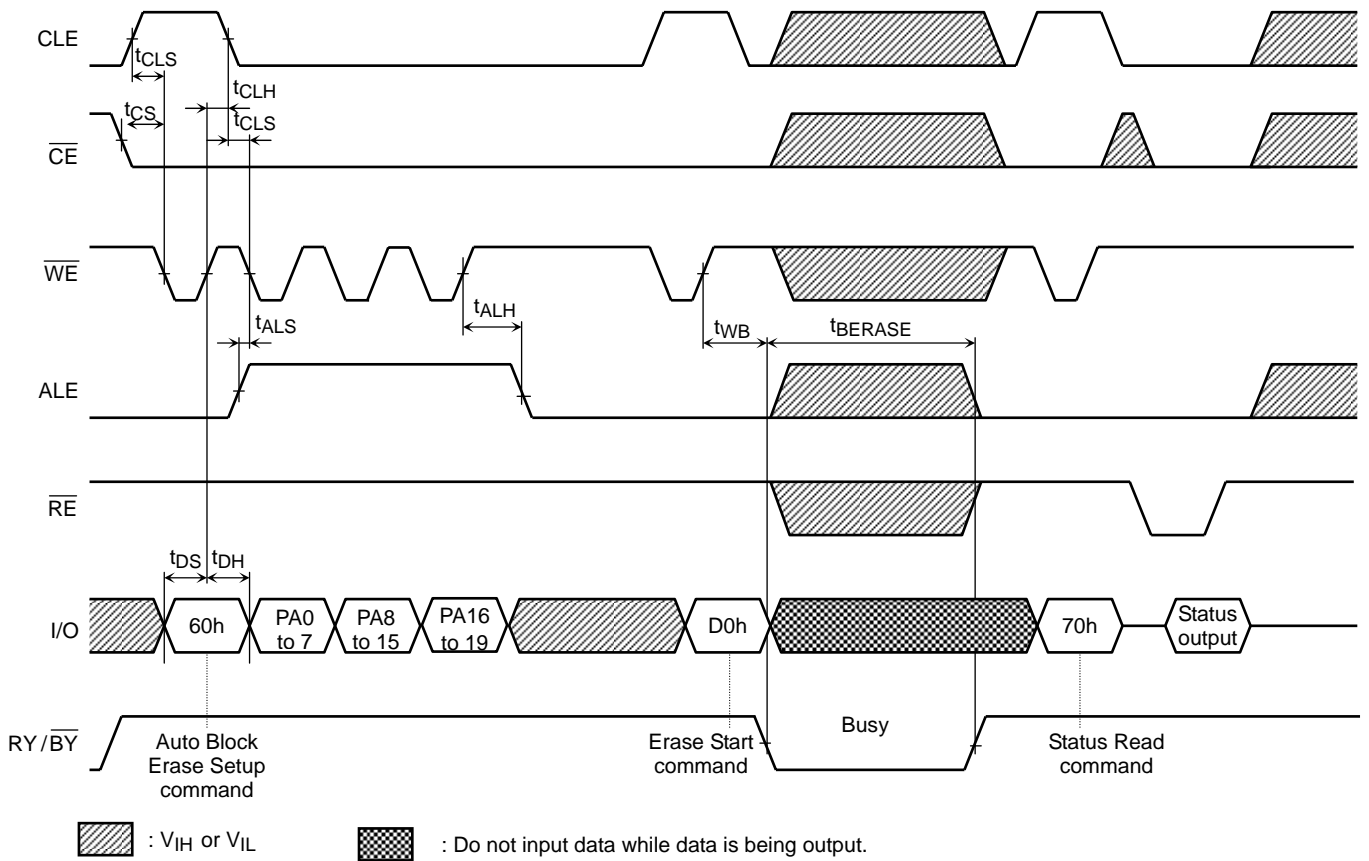 CLE
tCLS
tCLH
tCS
tCLS
CE
WE
tALS
tALH
tWB
tBERASE
ALE
RE
tDS
tDH
I/O
60h
PA0
to 7
PA8
to 15
PA16
to 19
D0h
70h
Status
output
RY/BY
Busy
Auto Block
Erase Setup
command
Erase Start
command
Status Read
command
: VIH or VIL
: Do not input data while data is being output.